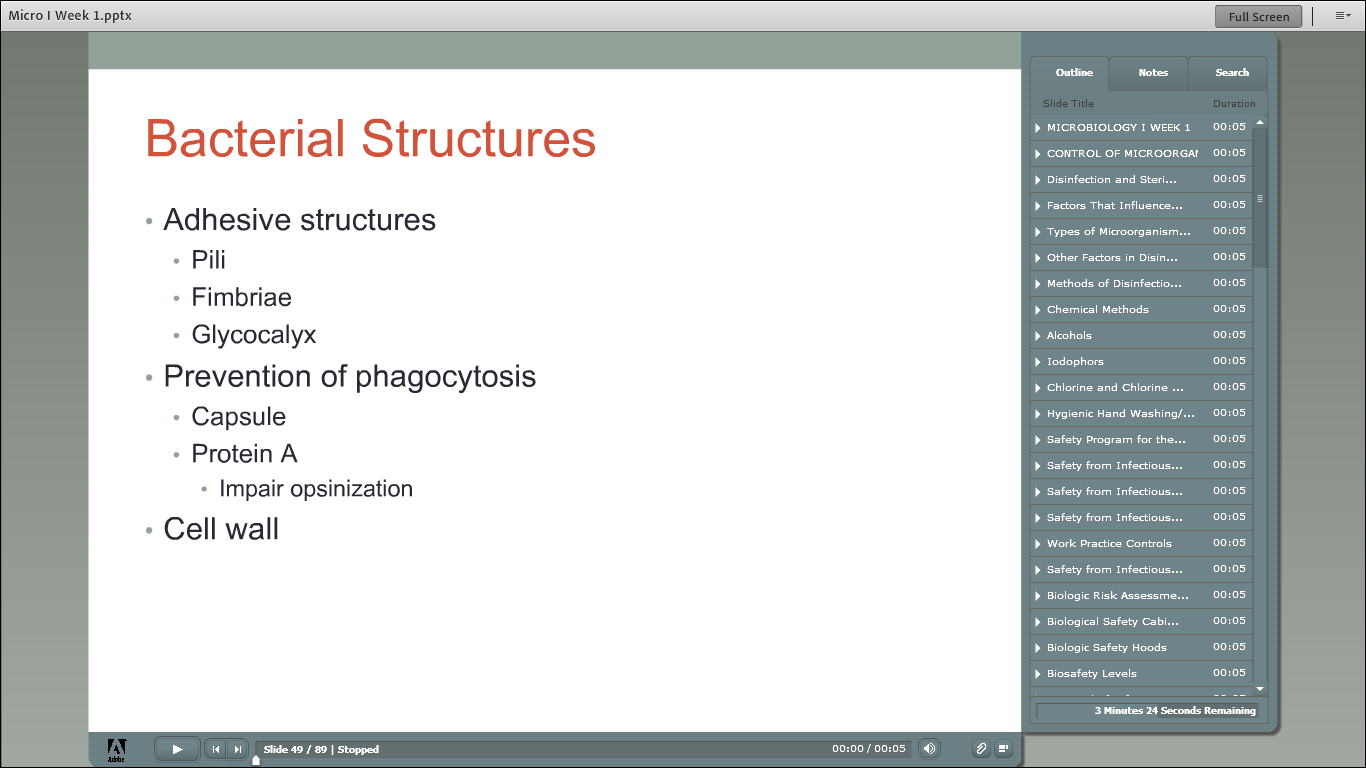 Micro I Week 1.pptx
Full Screen
Bacterial Structures
• Adhesive structures
• Pili
• Fimbriae
• Glycocalyx
• Prevention of phagocytosis
• Capsule
• Protein A
• Impair opsinization
• Cell wall
Outline Notes Search
Slide Title Duration
MICROBIOLOGY I WEEK 1 00:05
CONTROL OF MICROORGAN 00:05
Disinfection and Steri... 00:05
Factors That Influence... 00:05
Types of Microorganism... 00:05
Other Factors in Disin... 00:05
Methods of Disinfectio... 00:05
Chemical Methods 00:05
Alcohols 00:05
Iodophors 00:05
Chlorine and Chlorine ... 00:05
Hygienic Hand Washing/... 00:05
Safety Program for the... 00:05
Safety from Infectious... 00:05
Safety from Infectious... 00:05
Safety from Infectious... 00:05
Work Practice Controls 00:05
Safety from Infectious... 00:05
Biologic Risk Assessme... 00:05
Biological Safety Cabi... 00:05
Biologic Safety Hoods 00:05
Biosafety Levels 00:05
3 Minutes 24 Seconds Remaining
Adobe
Slide 49 / 89 | Stopped 00:00 / 00:05